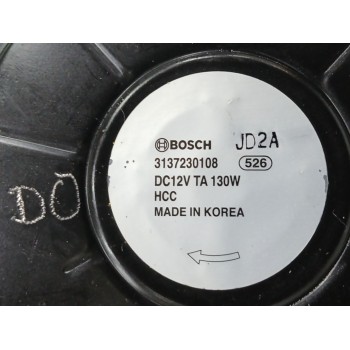 BOSCH JD2A
3137230108 526
DC12V TA 130W
HCC
MADE IN KOREA
DO